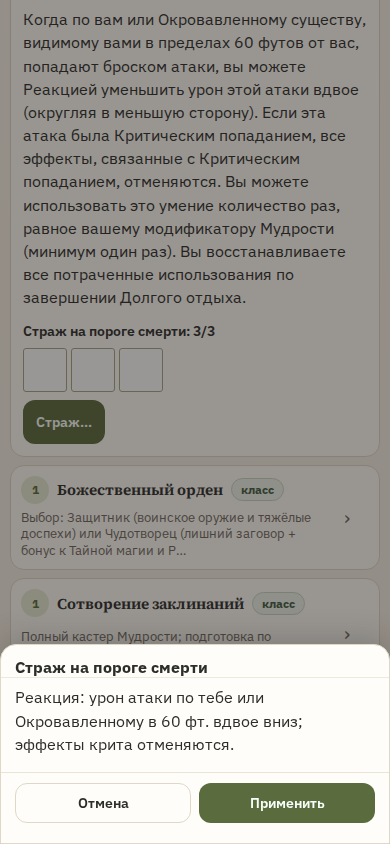 Когда по вам или Окровавленному существу,
видимому вами в пределах 60 футов от вас,
попадают броском атаки, вы можете
Реакцией уменьшить урон этой атаки вдвое
(округляя в меньшую сторону). Если эта
атака была Критическим попаданием, все
эффекты, связанные с Критическим
попаданием, отменяются. Вы можете
использовать это умение количество раз,
равное вашему модификатору Мудрости
(минимум один раз). Вы восстанавливаете
все потраченные использования по
завершении Долгого отдыха.
Страж на пороге смерти: 3/3
Страж...
1 Божественный орден класс
Выбор: Защитник (воинское оружие и тяжёлые
доспехи) или Чудотворец (лишний заговор +
бонус к Тайной магии и Р...
1 Сотворение заклинаний класс
Полный кастер Мудрости; подготовка по
Страж на пороге смерти
Реакция: урон атаки по тебе или
Окровавленному в 60 фт. вдвое вниз;
эффекты крита отменяются.
Отмена Применить